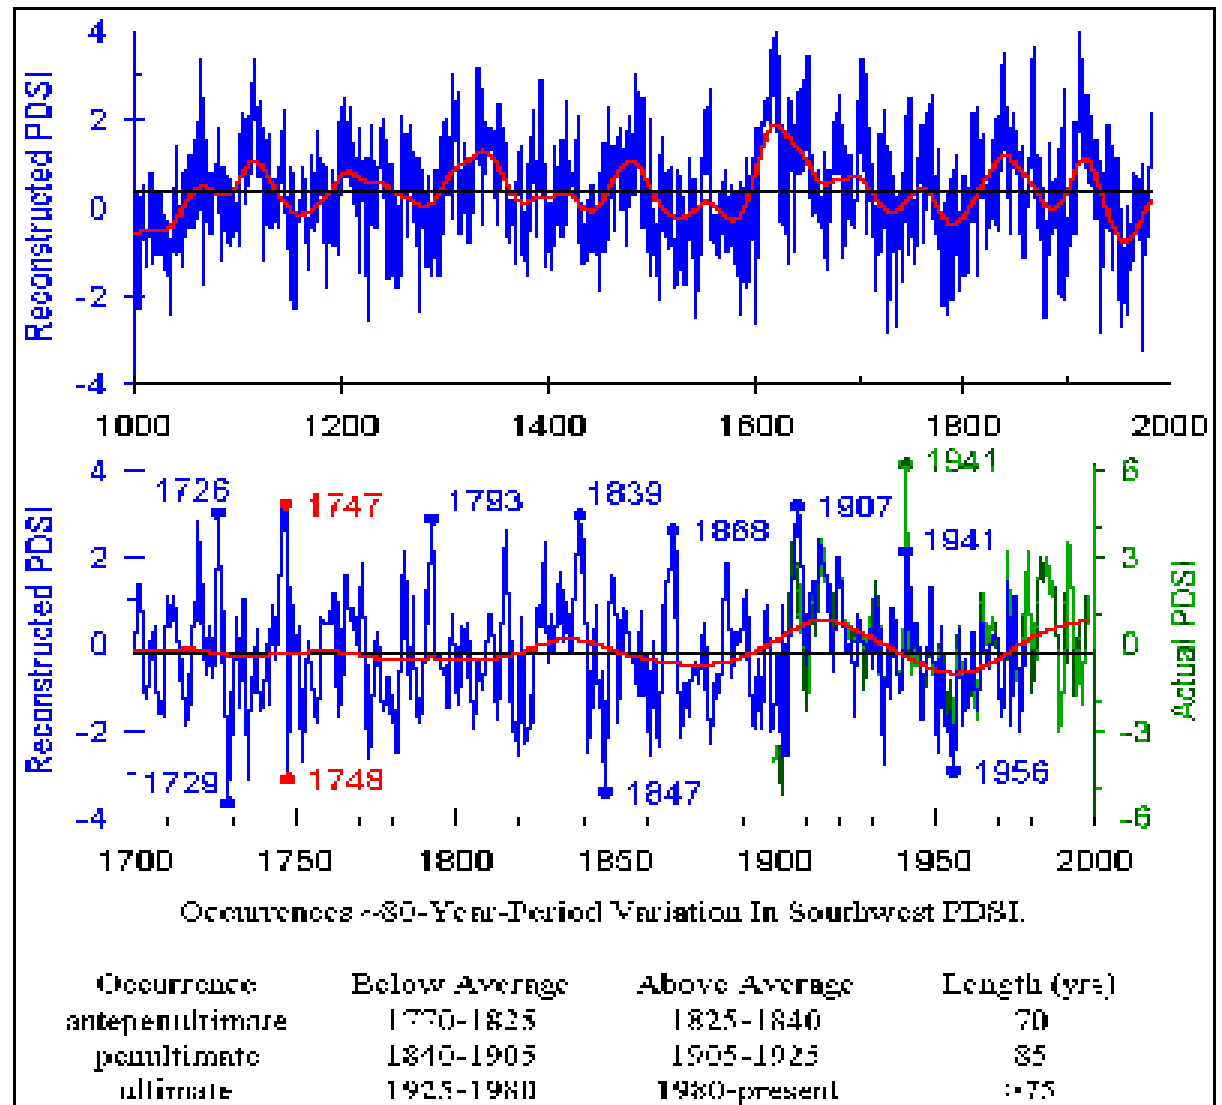 4
2
0
-2
-4
Reconstructed PDSI
1000 1200 1400 1600 1800 2000
4
2
0
-2
-4
Reconstructed PDSI
6
3
0
-3
-6
Actual PDSI
1726
1747
1793
1839
1868
1907
1941
1941
1729
1748
1847
1956
1700 1750 1800 1850 1900 1950 2000
Occurrences ~80-Year-Period Variation In Southwest PDSI.
Occurrence Below Average Above Average Length (yrs)
antepenultimate 1770-1825 1825-1840 70
penultimate 1840-1905 1905-1925 85
ultimate 1925-1980 1980-present >75